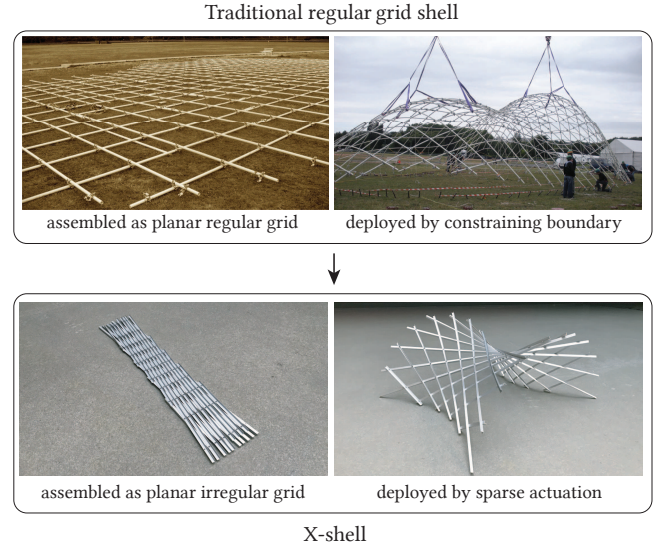 Traditional regular grid shell
assembled as planar regular grid
deployed by constraining boundary
assembled as planar irregular grid
deployed by sparse actuation
X-shell